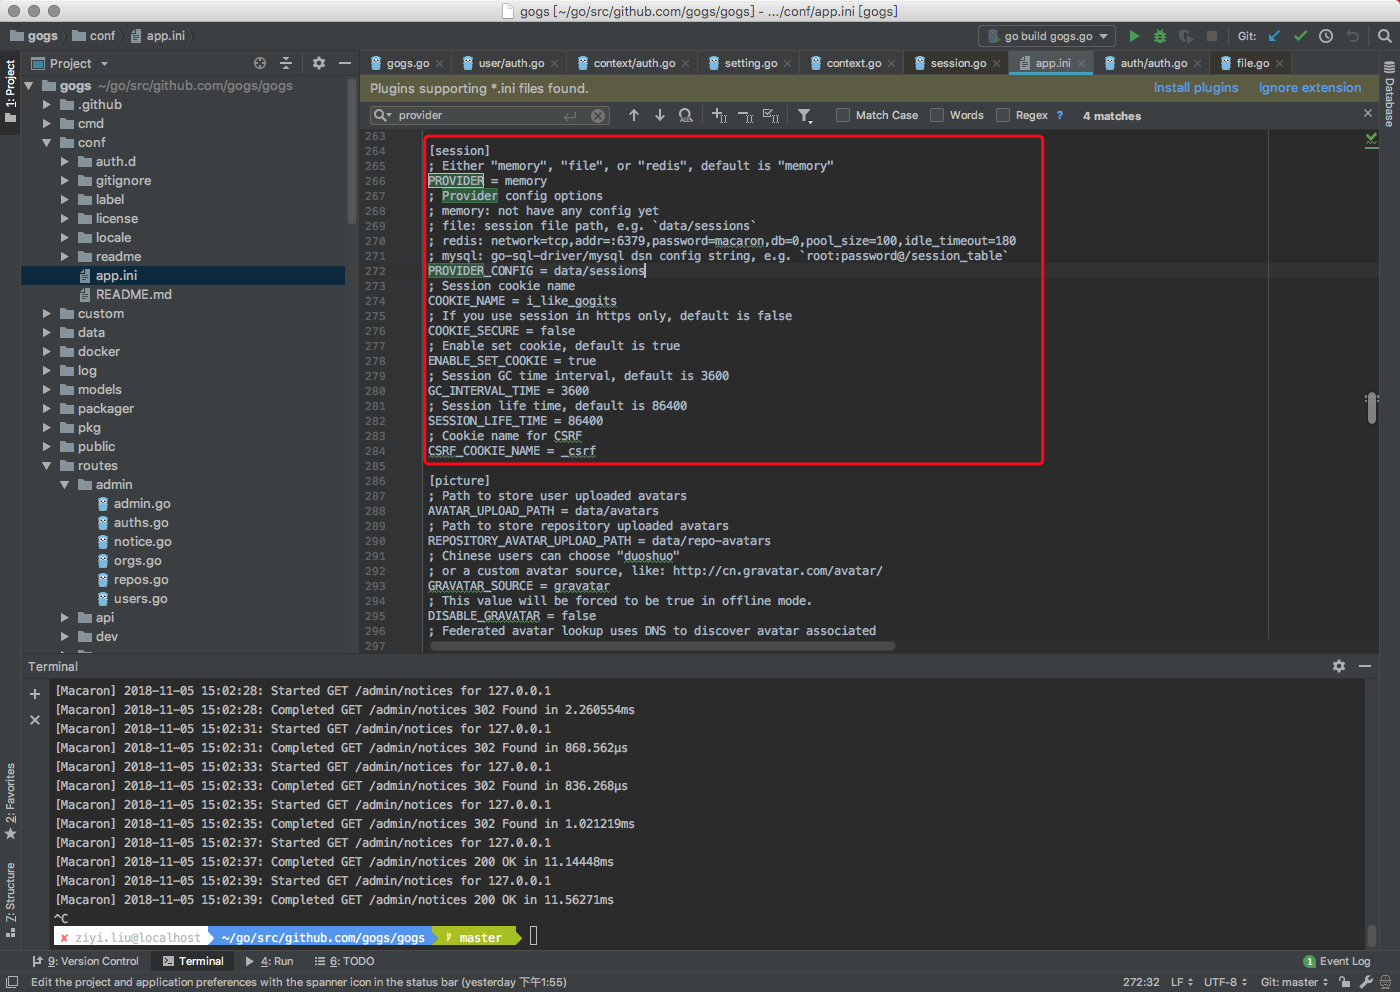 gogs [~/go/src/github.com/gogs/gogs] - .../conf/app.ini [gogs]
gogs conf app.ini
go build gogs.go
Git:
1: Project
Project
gogs.go
user/auth.go
context/auth.go
setting.go
context.go
session.go
app.ini
auth/auth.go
file.go
Database
Plugins supporting *.ini files found.
Install plugins
Ignore extension
provider
Match Case
Words
Regex
?
4 matches
gogs ~/go/src/github.com/gogs/gogs
.github
cmd
conf
auth.d
gitignore
label
license
locale
readme
app.ini
README.md
custom
data
docker
log
models
packager
pkg
public
routes
admin
admin.go
auths.go
notice.go
orgs.go
repos.go
users.go
api
dev
263
264 [session]
265 ; Either "memory", "file", or "redis", default is "memory"
266 PROVIDER = memory
267 ; Provider config options
268 ; memory: not have any config yet
269 ; file: session file path, e.g. `data/sessions`
270 ; redis: network=tcp,addr=:6379,password=macaron,db=0,pool_size=100,idle_timeout=180
271 ; mysql: go-sql-driver/mysql dsn config string, e.g. `root:password@/session_table`
272 PROVIDER_CONFIG = data/sessions
273 ; Session cookie name
274 COOKIE_NAME = i_like_gogits
275 ; If you use session in https only, default is false
276 COOKIE_SECURE = false
277 ; Enable set cookie, default is true
278 ENABLE_SET_COOKIE = true
279 ; Session GC time interval, default is 3600
280 GC_INTERVAL_TIME = 3600
281 ; Session life time, default is 86400
282 SESSION_LIFE_TIME = 86400
283 ; Cookie name for CSRF
284 CSRF_COOKIE_NAME = _csrf
285
286 [picture]
287 ; Path to store user uploaded avatars
288 AVATAR_UPLOAD_PATH = data/avatars
289 ; Path to store repository uploaded avatars
290 REPOSITORY_AVATAR_UPLOAD_PATH = data/repo-avatars
291 ; Chinese users can choose "duoshuo"
292 ; or a custom avatar source, like: http://cn.gravatar.com/avatar/
293 GRAVATAR_SOURCE = gravatar
294 ; This value will be forced to be true in offline mode.
295 DISABLE_GRAVATAR = false
296 ; Federated avatar lookup uses DNS to discover avatar associated
297
Terminal
[Macaron] 2018-11-05 15:02:28: Started GET /admin/notices for 127.0.0.1
[Macaron] 2018-11-05 15:02:28: Completed GET /admin/notices 302 Found in 2.260554ms
[Macaron] 2018-11-05 15:02:31: Started GET /admin/notices for 127.0.0.1
[Macaron] 2018-11-05 15:02:31: Completed GET /admin/notices 302 Found in 868.562µs
[Macaron] 2018-11-05 15:02:33: Started GET /admin/notices for 127.0.0.1
[Macaron] 2018-11-05 15:02:33: Completed GET /admin/notices 302 Found in 836.268µs
[Macaron] 2018-11-05 15:02:35: Started GET /admin/notices for 127.0.0.1
[Macaron] 2018-11-05 15:02:35: Completed GET /admin/notices 302 Found in 1.021219ms
[Macaron] 2018-11-05 15:02:37: Started GET /admin/notices for 127.0.0.1
[Macaron] 2018-11-05 15:02:37: Completed GET /admin/notices 200 OK in 11.14448ms
[Macaron] 2018-11-05 15:02:39: Started GET /admin/notices for 127.0.0.1
[Macaron] 2018-11-05 15:02:39: Completed GET /admin/notices 200 OK in 11.56271ms
^C
✘ ziyi.liu@localhost ~/go/src/github.com/gogs/gogs master
2: Favorites
7: Structure
9: Version Control
Terminal
4: Run
6: TODO
1 Event Log
Edit the project and application preferences with the spanner icon in the status bar (yesterday 下午1:55)
272:32
LF
UTF-8
Git: master